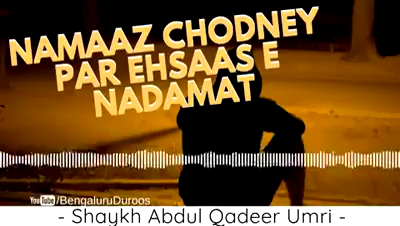 NAMAAZ CHODNEY
PAR EHSAAS E
NADAMAT
YouTube /BengaluruDuroos
- Shaykh Abdul Qadeer Umri -